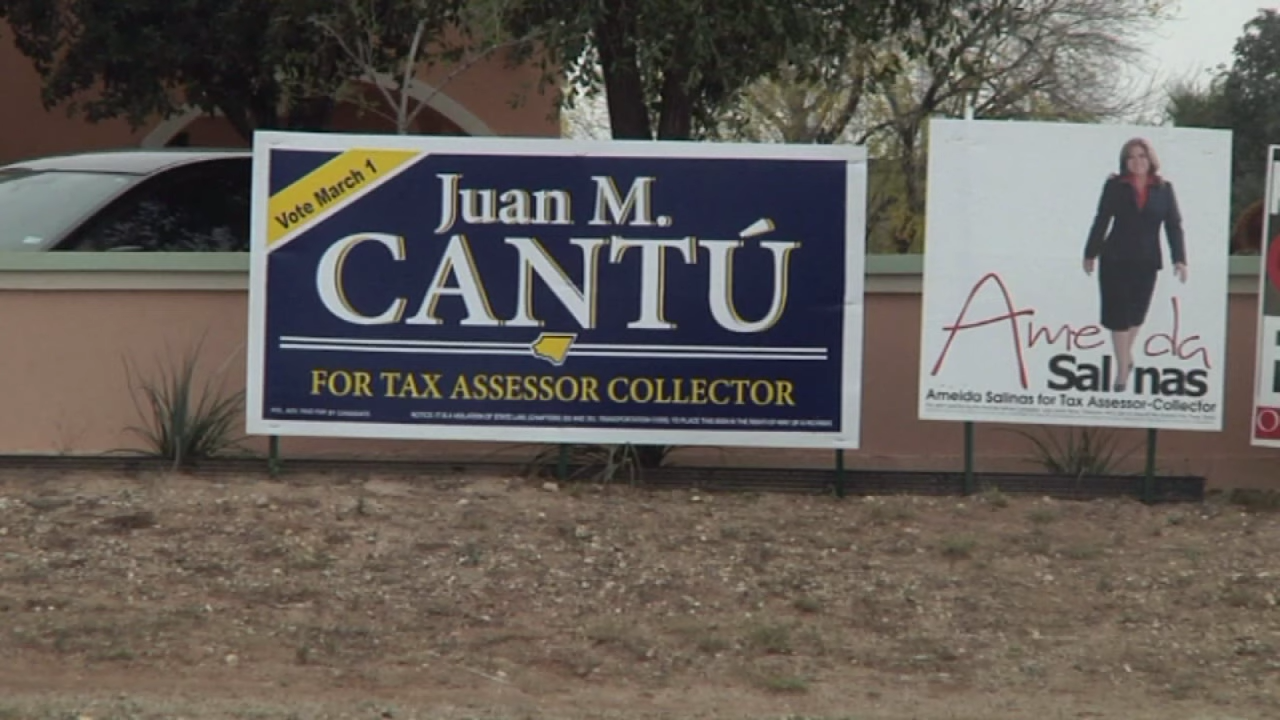 Vote March 1
Juan M.
CANTÚ
FOR TAX ASSESSOR COLLECTOR
Ameida
Salinas
Ameida Salinas for Tax Assessor-Collector